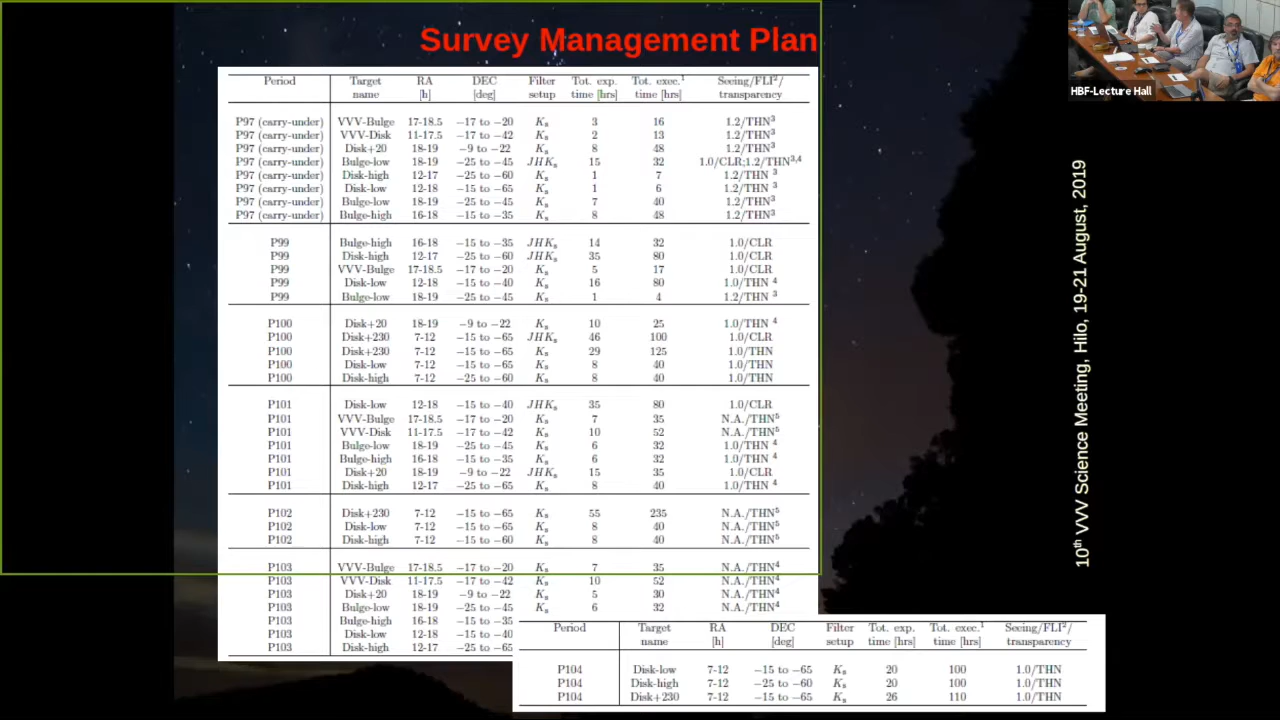 Survey Management Plan
HBF-Lecture Hall
10th VVV Science Meeting, Hilo, 19-21 August, 2019
Period Target name RA [h] DEC [deg] Filter setup Tot. exp. time [hrs] Tot. exec.1 time [hrs] Seeing/FLI2/ transparency
P97 (carry-under) VVV-Bulge 17-18.5 −17 to −20 Ks 3 16 1.2/THN3
P97 (carry-under) VVV-Disk 11-17.5 −17 to −42 Ks 2 13 1.2/THN3
P97 (carry-under) Disk+20 18-19 −9 to −22 Ks 8 48 1.2/THN3
P97 (carry-under) Bulge-low 18-19 −25 to −45 JHKs 15 32 1.0/CLR;1.2/THN3,4
P97 (carry-under) Disk-high 12-17 −25 to −60 Ks 1 7 1.2/THN 3
P97 (carry-under) Disk-low 12-18 −15 to −65 Ks 1 6 1.2/THN 3
P97 (carry-under) Bulge-low 18-19 −25 to −45 Ks 7 40 1.2/THN3
P97 (carry-under) Bulge-high 16-18 −15 to −35 Ks 8 48 1.2/THN3
P99 Bulge-high 16-18 −15 to −35 JHKs 14 32 1.0/CLR
P99 Disk-high 12-17 −25 to −60 JHKs 35 80 1.0/CLR
P99 VVV-Bulge 17-18.5 −17 to −20 Ks 5 17 1.0/CLR
P99 Disk-low 12-18 −15 to −40 Ks 16 80 1.0/THN 4
P99 Bulge-low 18-19 −25 to −45 Ks 1 4 1.2/THN 3
P100 Disk+20 18-19 −9 to −22 Ks 10 25 1.0/THN 4
P100 Disk+230 7-12 −15 to −65 JHKs 46 100 1.0/CLR
P100 Disk+230 7-12 −15 to −65 Ks 29 125 1.0/THN
P100 Disk-low 7-12 −15 to −65 Ks 8 40 1.0/THN
P100 Disk-high 7-12 −25 to −60 Ks 8 40 1.0/THN
P101 Disk-low 12-18 −15 to −40 JHKs 35 80 1.0/CLR
P101 VVV-Bulge 17-18.5 −17 to −20 Ks 7 35 N.A./THN5
P101 VVV-Disk 11-17.5 −17 to −42 Ks 10 52 N.A./THN5
P101 Bulge-low 18-19 −25 to −45 Ks 6 32 1.0/THN 4
P101 Bulge-high 16-18 −15 to −35 Ks 6 32 1.0/THN 4
P101 Disk+20 18-19 −9 to −22 JHKs 15 35 1.0/CLR
P101 Disk-high 12-17 −25 to −65 Ks 8 40 1.0/THN 4
P102 Disk+230 7-12 −15 to −65 Ks 55 235 N.A./THN5
P102 Disk-low 7-12 −15 to −65 Ks 8 40 N.A./THN5
P102 Disk-high 7-12 −15 to −60 Ks 8 40 N.A./THN5
P103 VVV-Bulge 17-18.5 −17 to −20 Ks 7 35 N.A./THN4
P103 VVV-Disk 11-17.5 −17 to −42 Ks 10 52 N.A./THN4
P103 Disk+20 18-19 −9 to −22 Ks 5 30 N.A./THN4
P103 Bulge-low 18-19 −25 to −45 Ks 6 32 N.A./THN4
P103 Bulge-high 16-18 −15 to −35
P103 Disk-low 12-18 −15 to −40
P103 Disk-high 12-17 −25 to −65
Period Target name RA [h] DEC [deg] Filter setup Tot. exp. time [hrs] Tot. exec.1 time [hrs] Seeing/FLI2/ transparency
P104 Disk-low 7-12 −15 to −65 Ks 20 100 1.0/THN
P104 Disk-high 7-12 −25 to −60 Ks 20 100 1.0/THN
P104 Disk+230 7-12 −15 to −65 Ks 26 110 1.0/THN